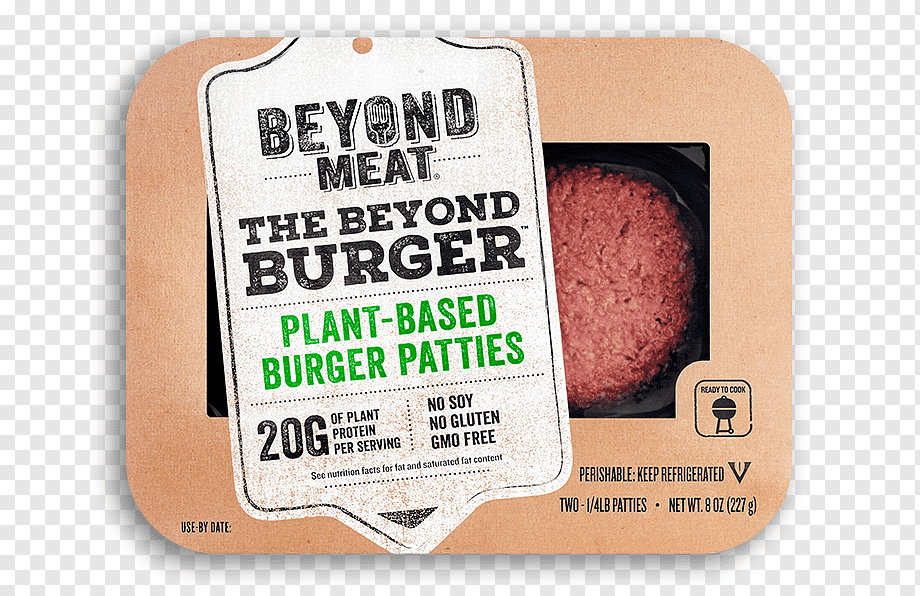 BEYOND
MEAT®
THE BEYOND
BURGER™
PLANT-BASED
BURGER PATTIES
20G OF PLANT
PROTEIN
PER SERVING
NO SOY
NO GLUTEN
GMO FREE
See nutrition facts for fat and saturated fat content
READY TO COOK
PERISHABLE: KEEP REFRIGERATED V
TWO - 1/4LB PATTIES • NET WT. 8 OZ (227 g)
USE-BY DATE: